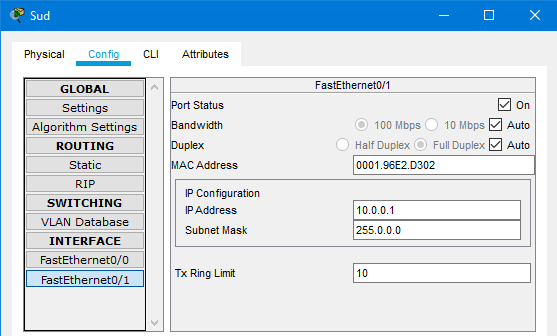 Sud
Physical Config CLI Attributes
GLOBAL
Settings
Algorithm Settings
ROUTING
Static
RIP
SWITCHING
VLAN Database
INTERFACE
FastEthernet0/0
FastEthernet0/1
FastEthernet0/1
Port Status On
Bandwidth 100 Mbps 10 Mbps Auto
Duplex Half Duplex Full Duplex Auto
MAC Address 0001.96E2.D302
IP Configuration
IP Address 10.0.0.1
Subnet Mask 255.0.0.0
Tx Ring Limit 10